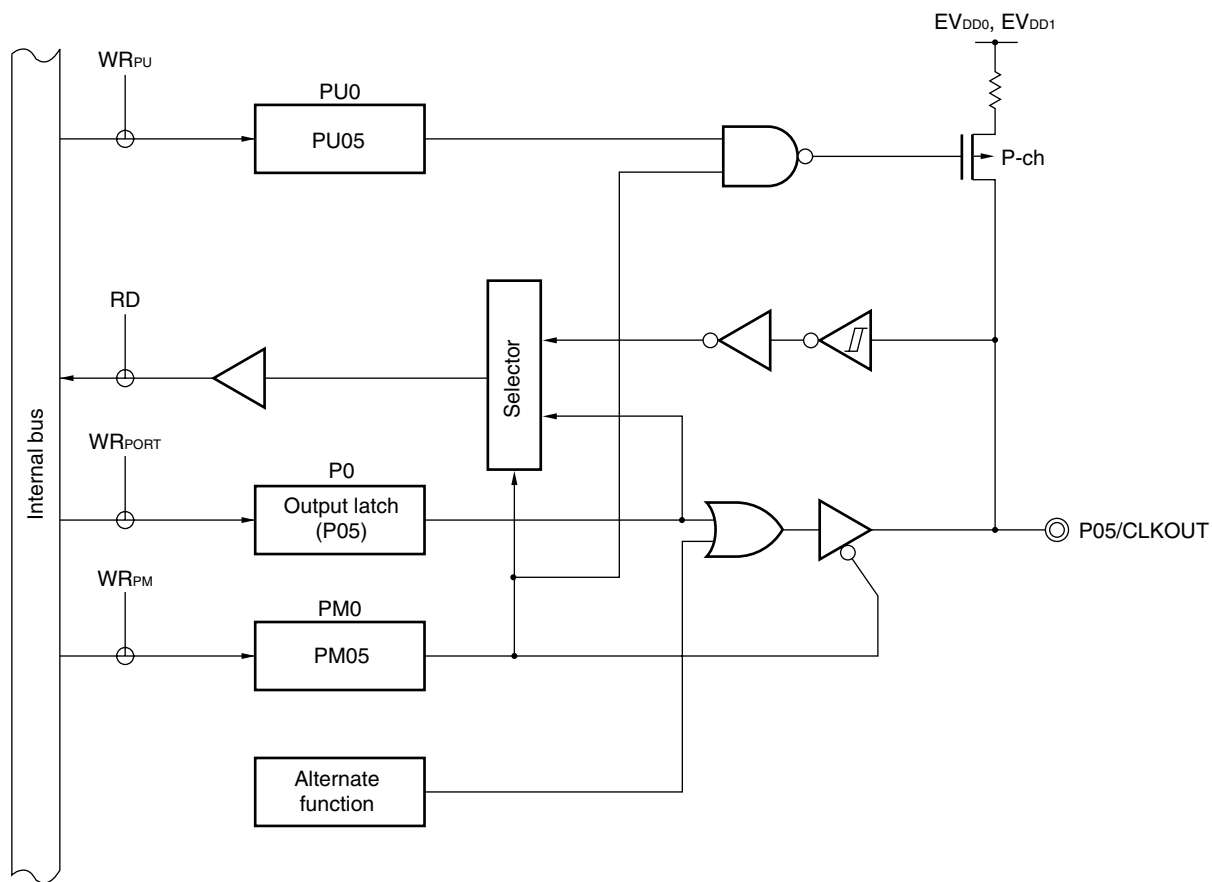 EVDD0, EVDD1
WRPU
PU0
PU05
P-ch
RD
Selector
Internal bus
WRPORT
P0
Output latch
(P05)
P05/CLKOUT
WRPM
PM0
PM05
Alternate
function